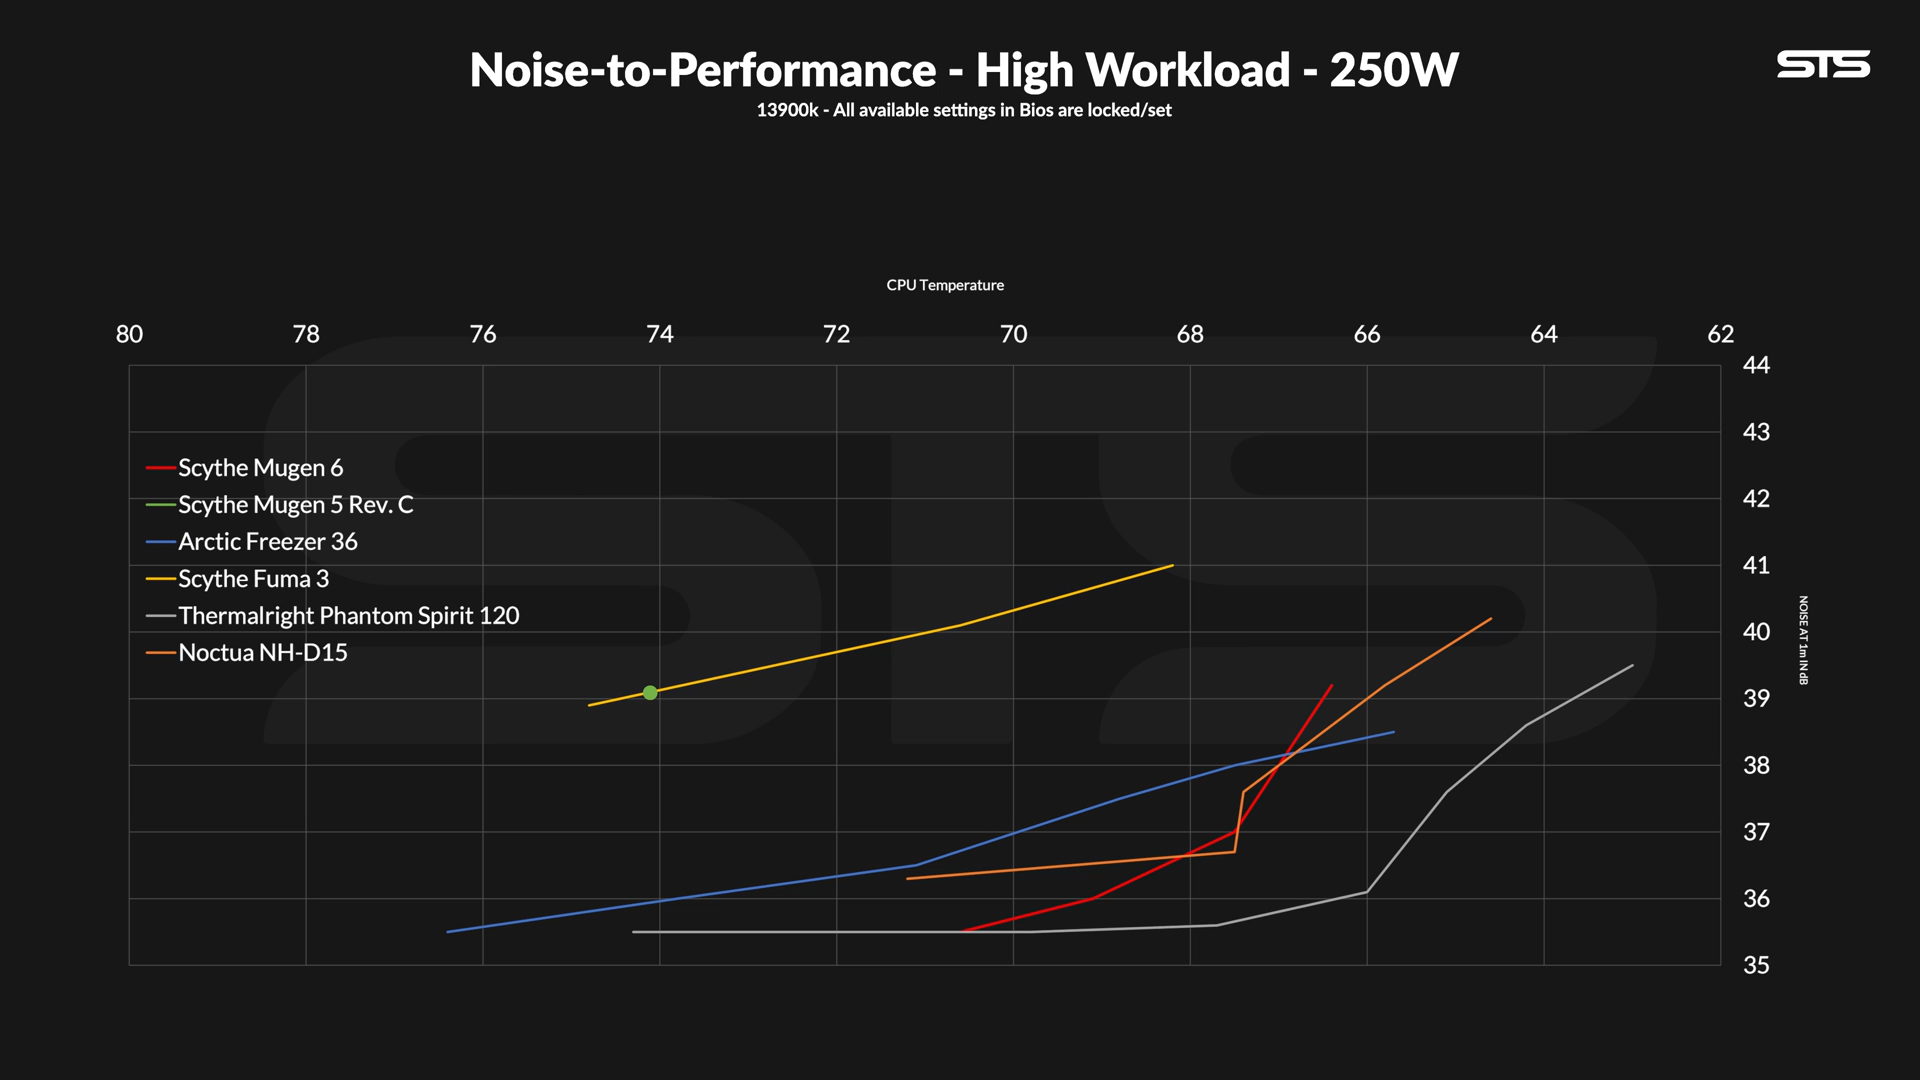 Noise-to-Performance - High Workload - 250W
STS
13900k - All available settings in Bios are locked/set
CPU Temperature
80 78 76 74 72 70 68 66 64 62
44
43
Scythe Mugen 6
42
Scythe Mugen 5 Rev. C
Arctic Freezer 36
41
Scythe Fuma 3
Thermalright Phantom Spirit 120
40
Noctua NH-D15
NOISE AT 1m IN dB
39
38
37
36
35